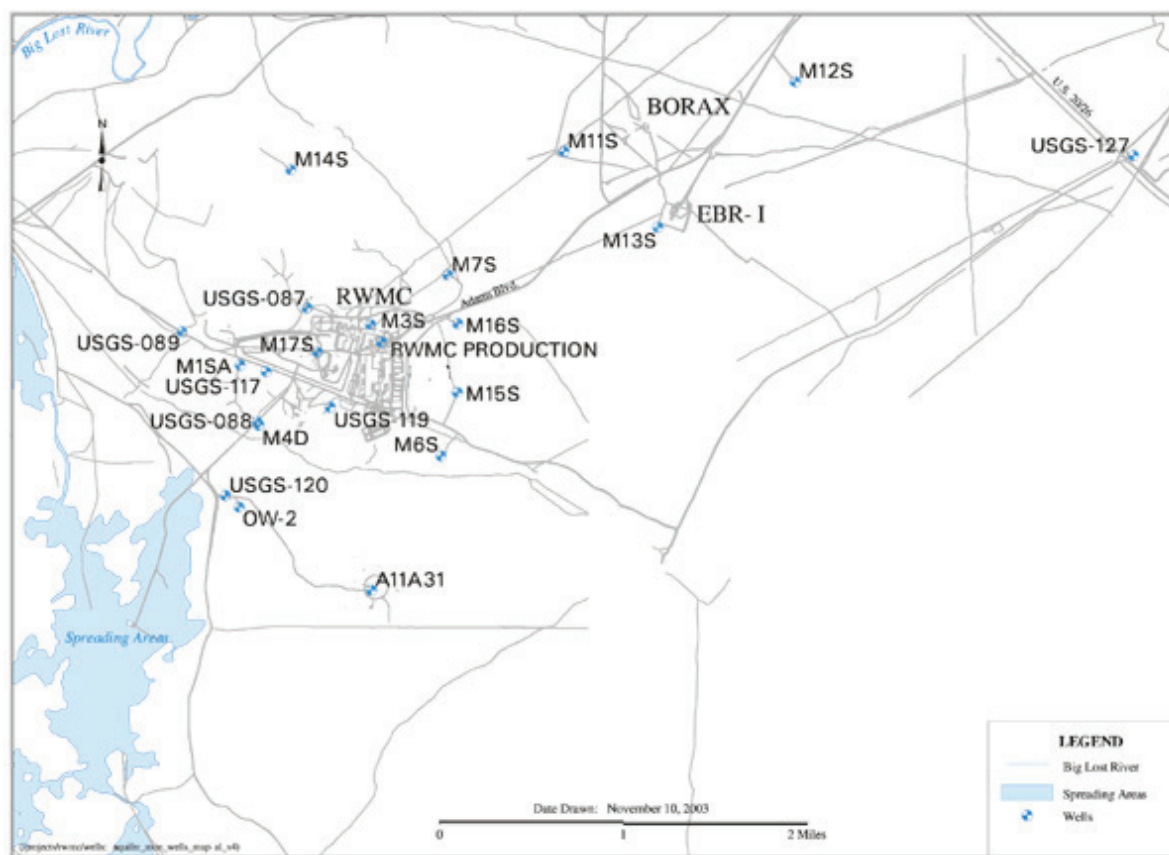 Big Lost River
M12S
U.S. 20/26
BORAX
N
M11S
USGS-127
M14S
EBR- I
M13S
M7S
USGS-087
RWMC
Adams Blvd.
M3S
M16S
USGS-089
M17S
RWMC PRODUCTION
M1SA
USGS-117
M15S
USGS-088
USGS-119
M4D
M6S
USGS-120
OW-2
A11A31
Spreading Areas
LEGEND
Big Lost River
Spreading Areas
Wells
Date Drawn: November 10, 2003
0 1 2 Miles